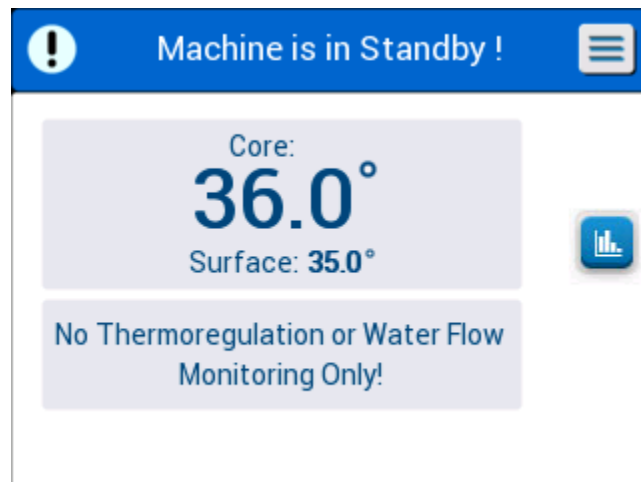 Machine is in Standby !
Core:
36.0°
Surface: 35.0°
No Thermoregulation or Water Flow
Monitoring Only!